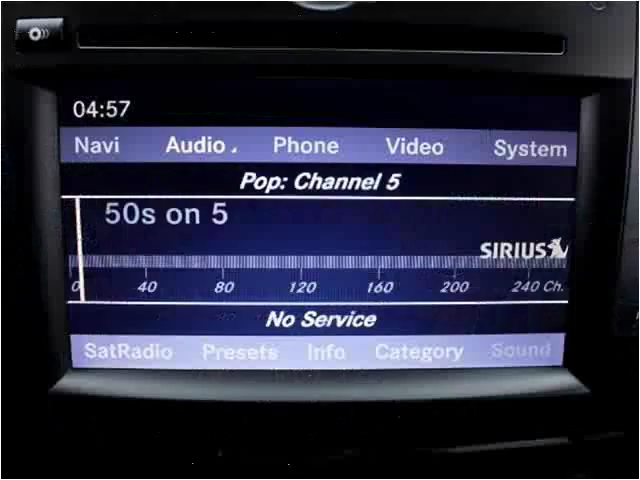 04:57
Navi Audio Phone Video System
Pop: Channel 5
50s on 5
SIRIUS
0 40 80 120 160 200 240 Ch.
No Service
SatRadio Presets Info Category Sound